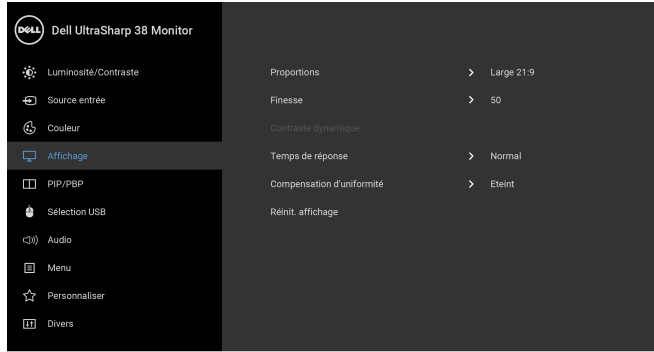 DELL Dell UltraSharp 38 Monitor
Luminosité/Contraste
Source entrée
Couleur
Affichage
PIP/PBP
Sélection USB
Audio
Menu
Personnaliser
Divers
Proportions Large 21:9
Finesse 50
Contraste dynamique
Temps de réponse Normal
Compensation d'uniformité Eteint
Réinit. affichage